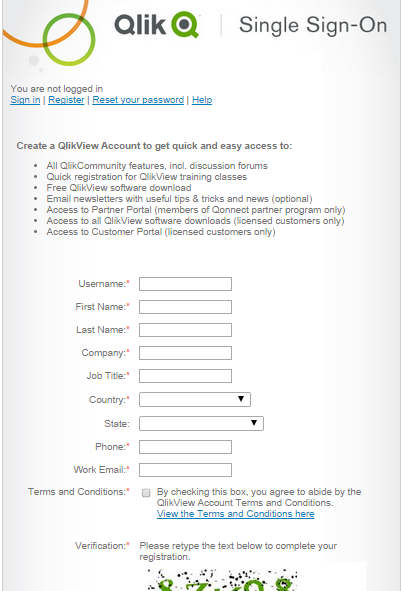 Qlik Q | Single Sign-On
You are not logged in
Sign in | Register | Reset your password | Help
Create a QlikView Account to get quick and easy access to:
• All QlikCommunity features, incl. discussion forums
• Quick registration for QlikView training classes
• Free QlikView software download
• Email newsletters with useful tips & tricks and news (optional)
• Access to Partner Portal (members of Qonnect partner program only)
• Access to all QlikView software downloads (licensed customers only)
• Access to Customer Portal (licensed customers only)
Username:*
First Name:*
Last Name:*
Company:*
Job Title:*
Country:*
State:
Phone:*
Work Email:*
Terms and Conditions:* By checking this box, you agree to abide by the
QlikView Account Terms and Conditions.
View the Terms and Conditions here
Verification:* Please retype the text below to complete your
registration.